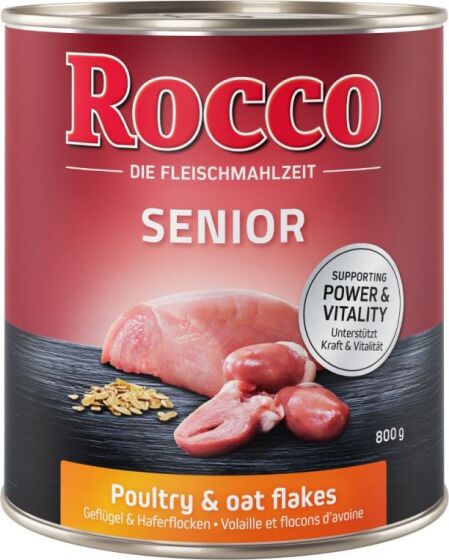 ROCCO
DIE FLEISCHMAHLZEIT
SENIOR
SUPPORTING
POWER &
VITALITY
Unterstützt
Kraft & Vitalität
800 g
Poultry & oat flakes
Geflügel & Haferflocken • Volaille et flocons d'avoine